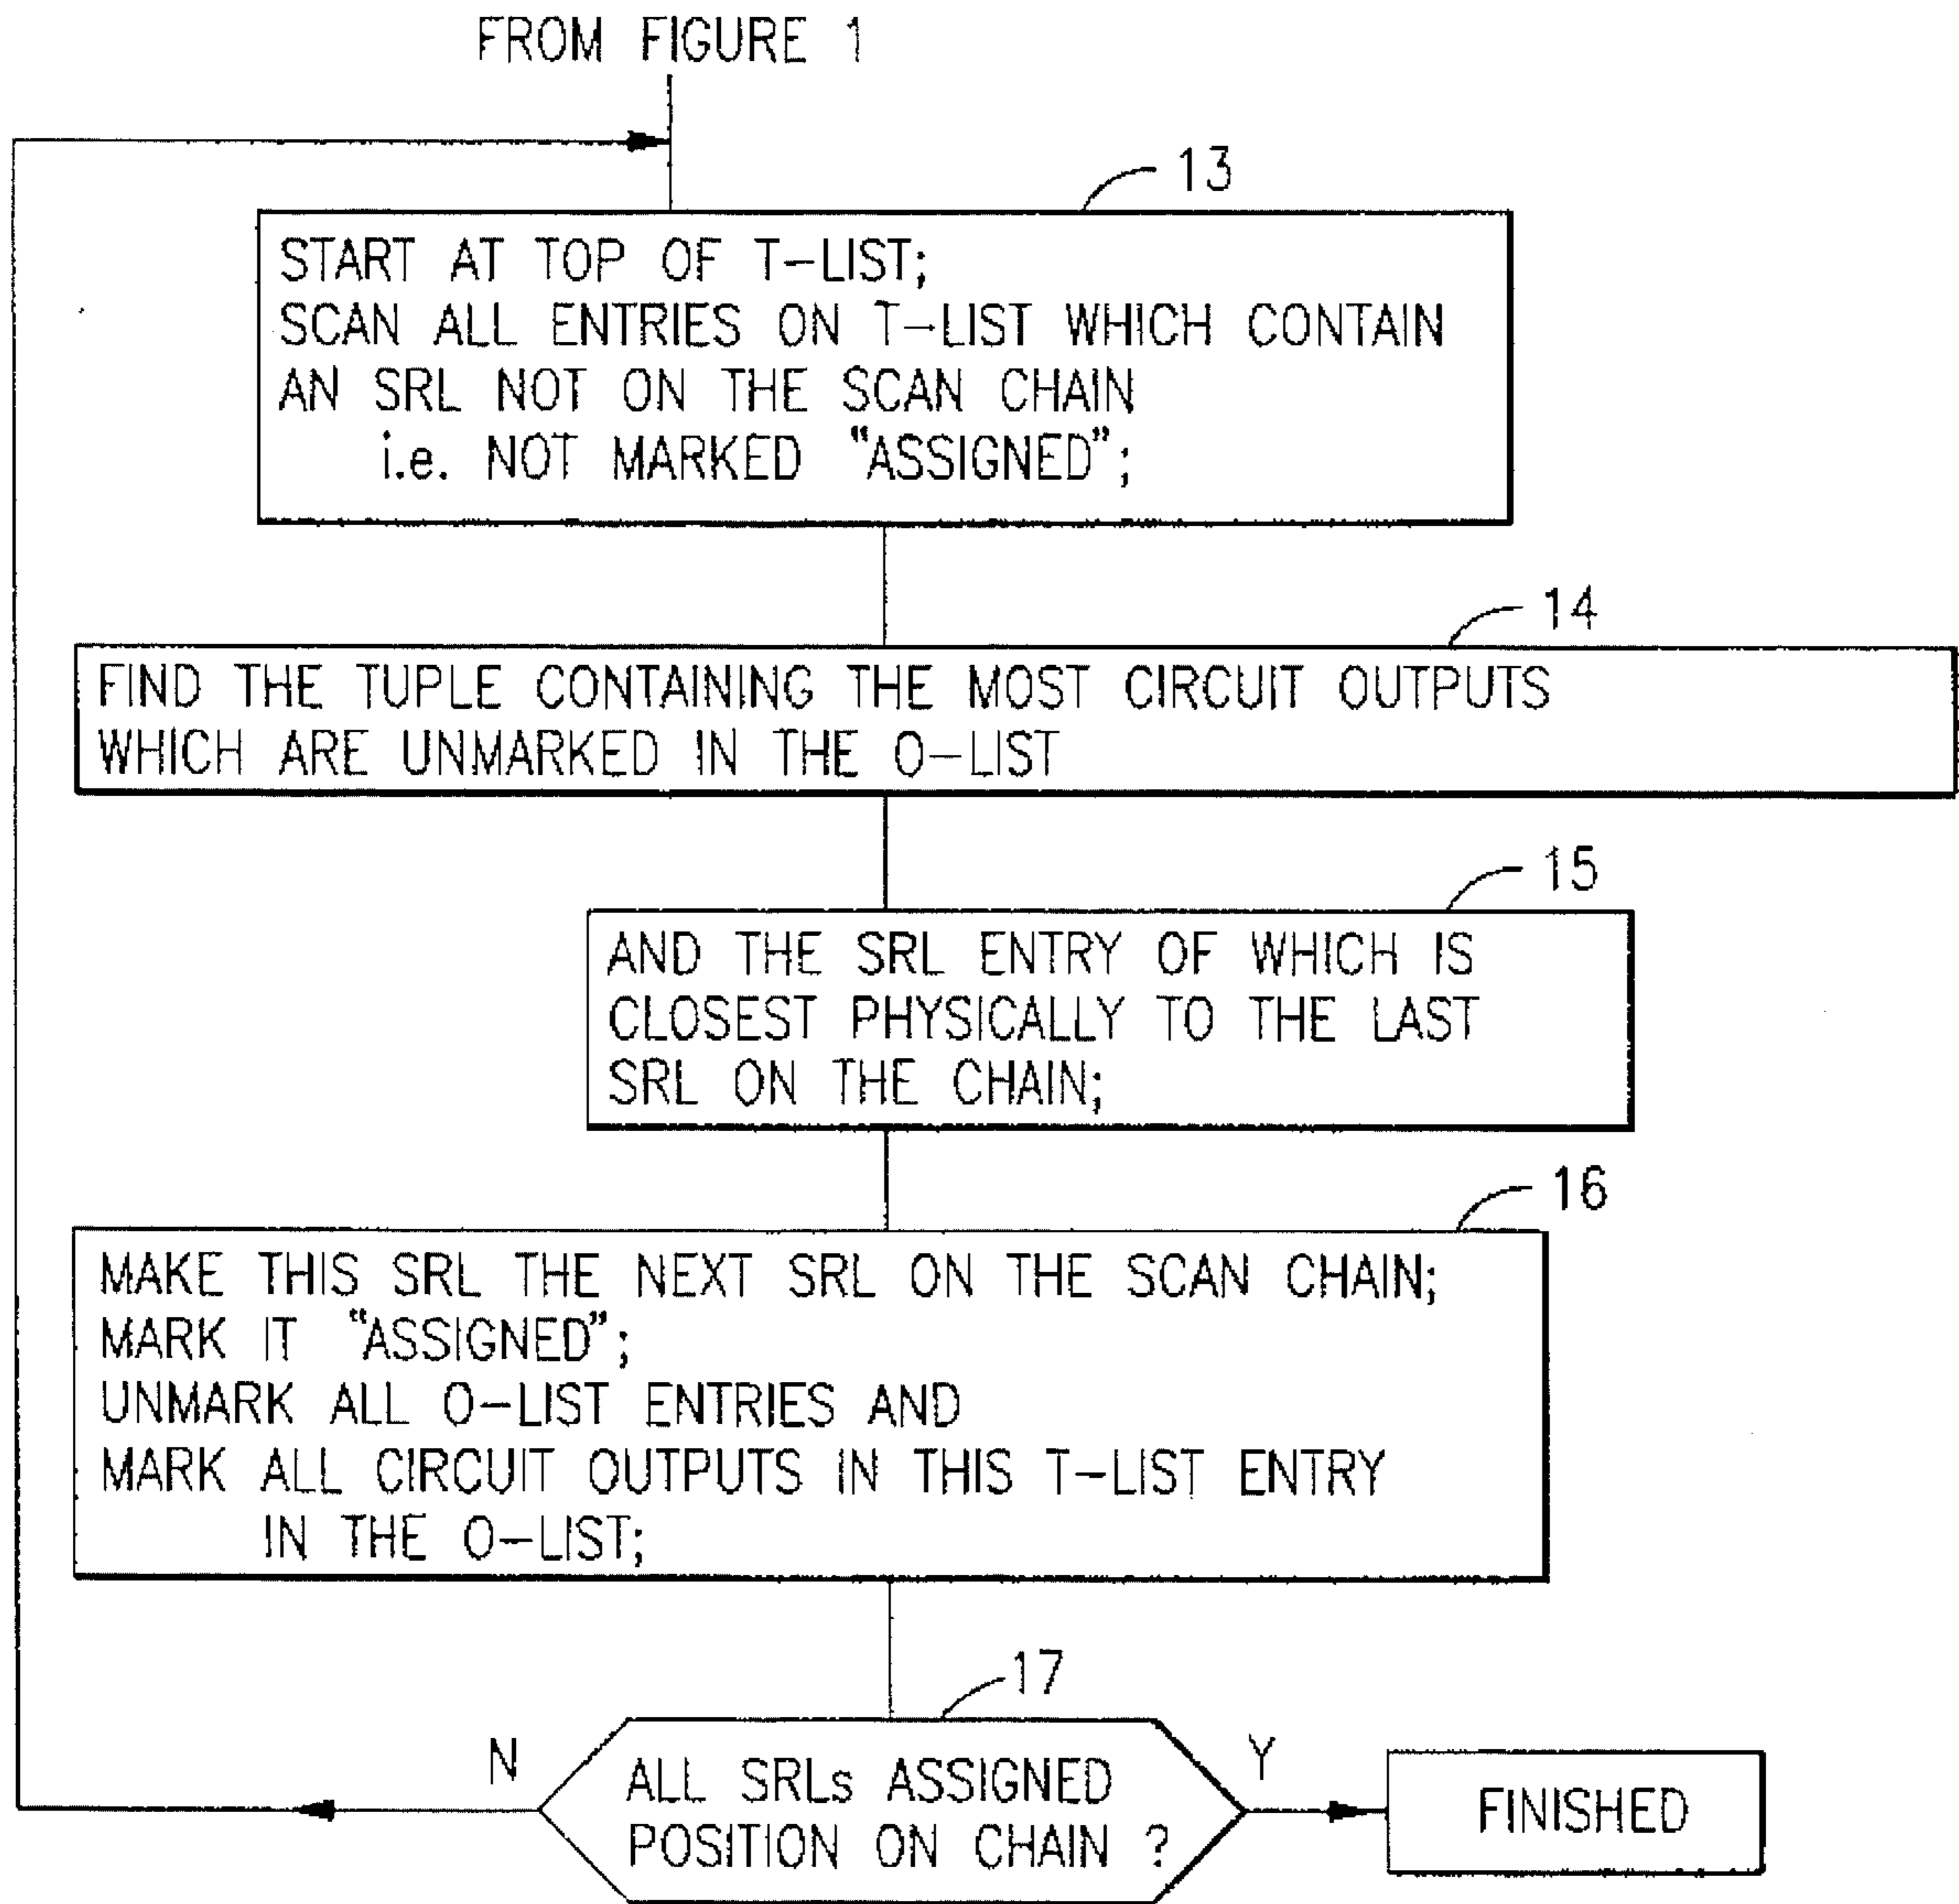 FROM FIGURE 1
13
START AT TOP OF T-LIST;
SCAN ALL ENTRIES ON T-LIST WHICH CONTAIN
AN SRL NOT ON THE SCAN CHAIN
i.e. NOT MARKED "ASSIGNED";
14
FIND THE TUPLE CONTAINING THE MOST CIRCUIT OUTPUTS
WHICH ARE UNMARKED IN THE O-LIST
15
AND THE SRL ENTRY OF WHICH IS
CLOSEST PHYSICALLY TO THE LAST
SRL ON THE CHAIN;
16
MAKE THIS SRL THE NEXT SRL ON THE SCAN CHAIN;
MARK IT "ASSIGNED";
UNMARK ALL O-LIST ENTRIES AND
MARK ALL CIRCUIT OUTPUTS IN THIS T-LIST ENTRY
IN THE O-LIST;
17
N
ALL SRLs ASSIGNED
POSITION ON CHAIN ?
Y
FINISHED